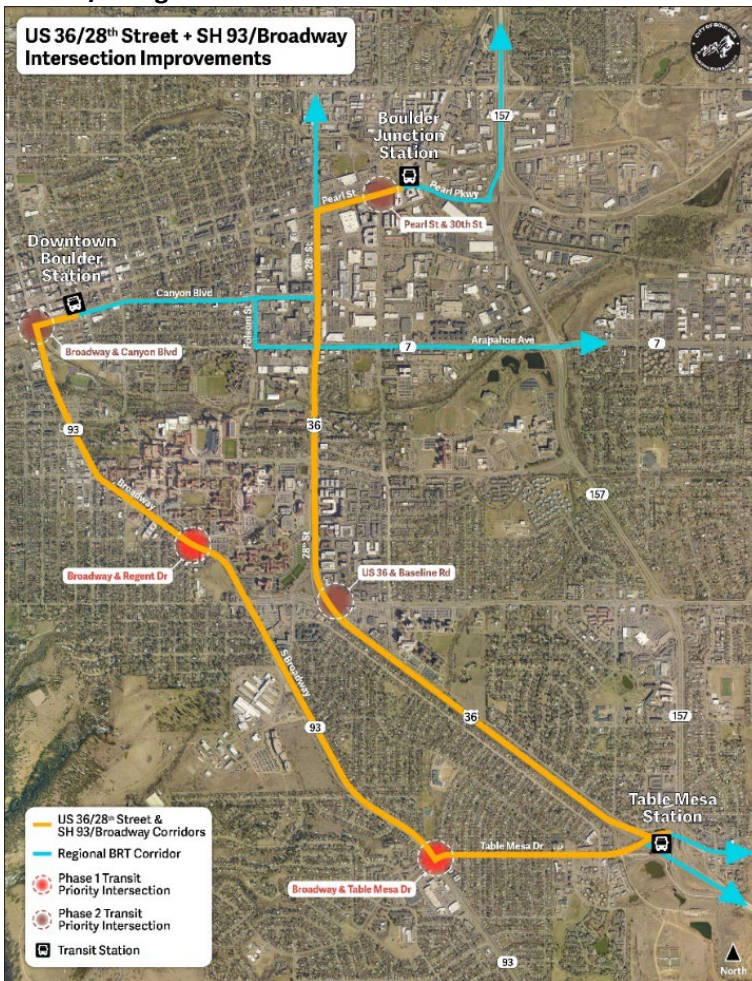 US 36/28th Street + SH 93/Broadway
Intersection Improvements
CITY OF BOULDER
157
Boulder
Junction
Station
Pearl St
Pearl Pkwy
Pearl St & 30th St
28th St
Downtown
Boulder
Station
Canyon Blvd
Folsom St
Broadway & Canyon Blvd
7
Arapahoe Ave
7
93
36
Broadway
157
28th St
Broadway & Regent Dr
US 36 & Baseline Rd
S Broadway
93
36
157
Table Mesa
Station
Table Mesa Dr
Broadway & Table Mesa Dr
93
US 36/28th Street &
SH 93/Broadway Corridors
Regional BRT Corridor
Phase 1 Transit
Priority Intersection
Phase 2 Transit
Priority Intersection
Transit Station
North